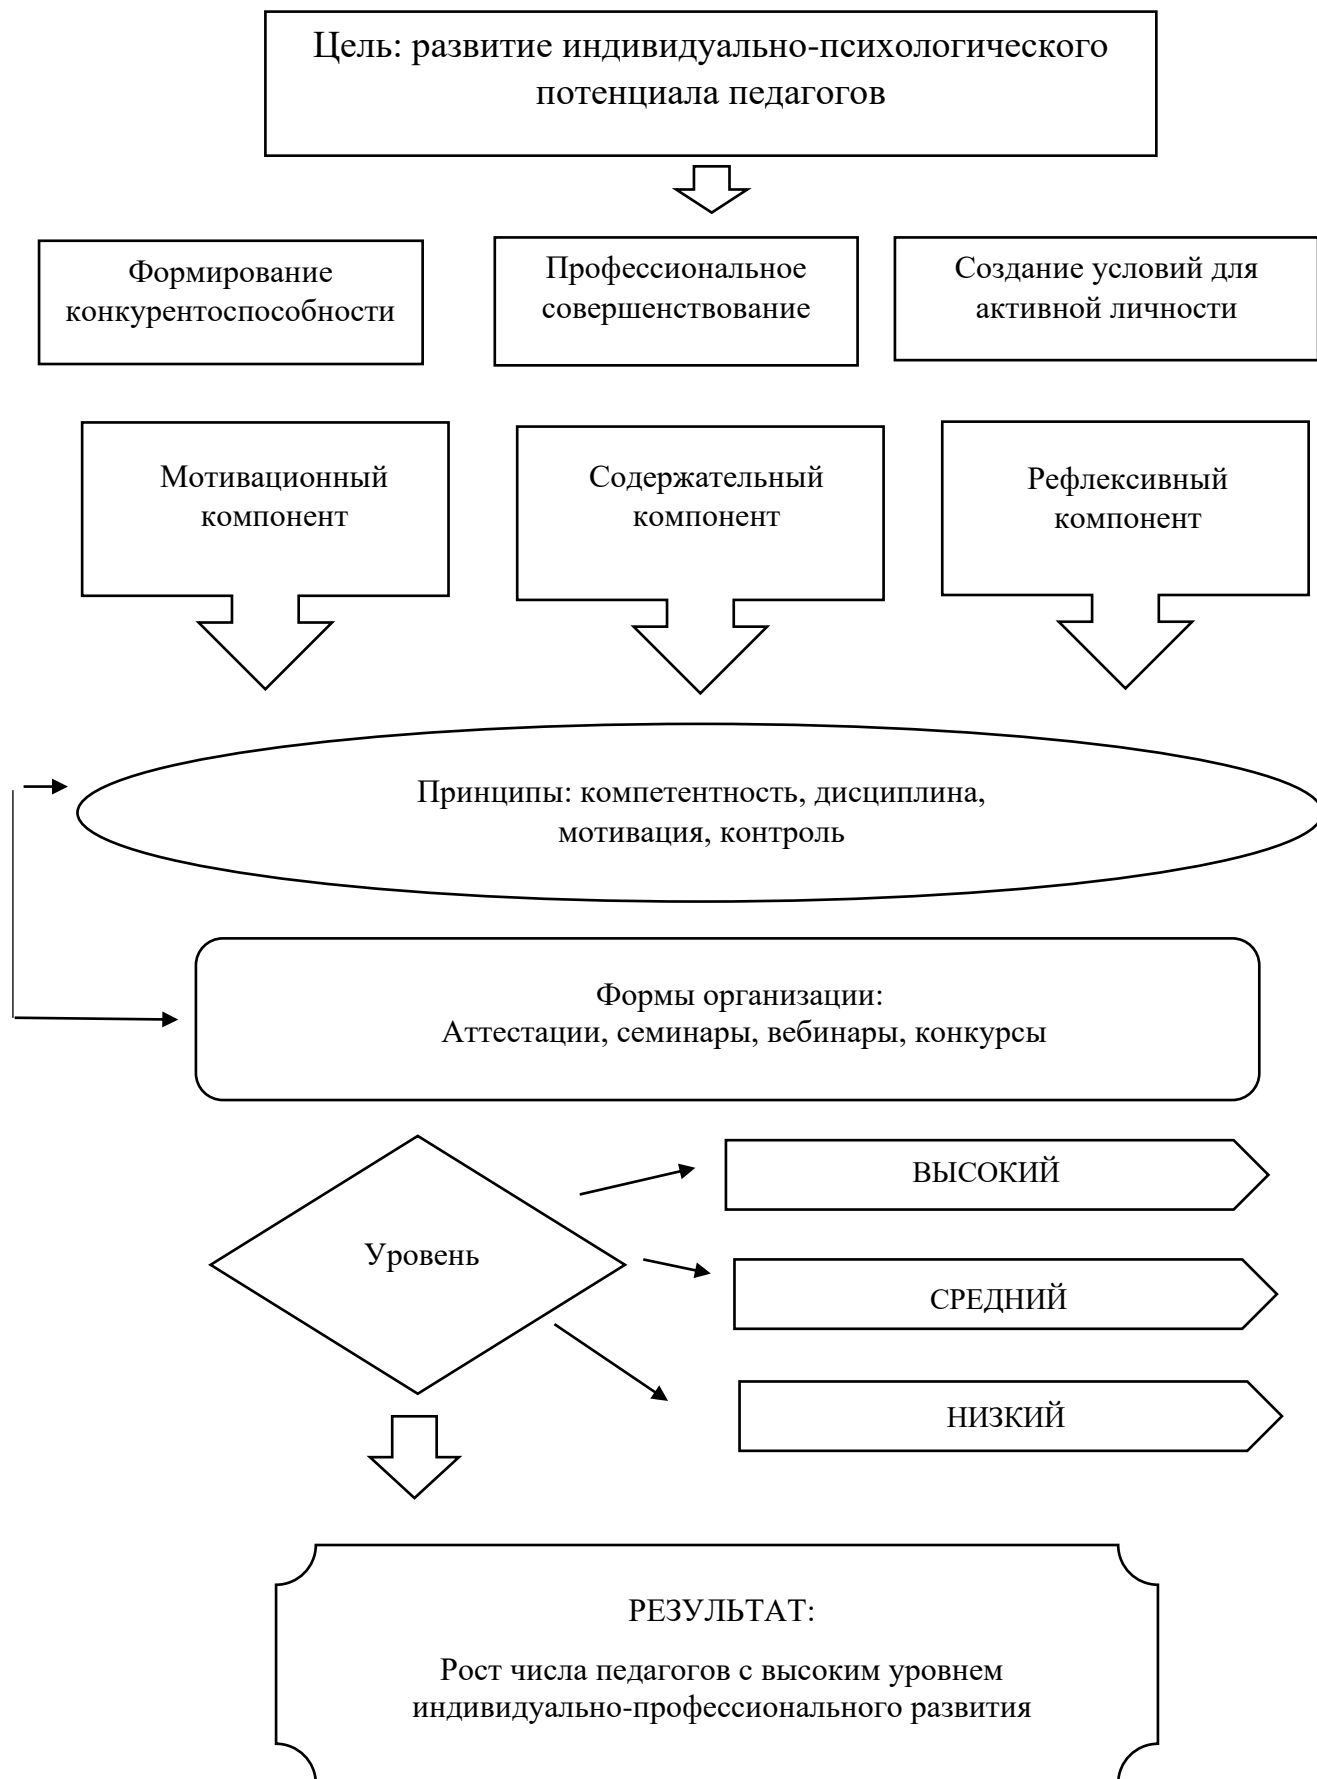 Цель: развитие индивидуально-психологического
потенциала педагогов
Формирование
конкурентоспособности
Профессиональное
совершенствование
Создание условий для
активной личности
Мотивационный
компонент
Содержательный
компонент
Рефлексивный
компонент
Принципы: компетентность, дисциплина,
мотивация, контроль
Формы организации:
Аттестации, семинары, вебинары, конкурсы
Уровень
ВЫСОКИЙ
СРЕДНИЙ
НИЗКИЙ
РЕЗУЛЬТАТ:
Рост числа педагогов с высоким уровнем
индивидуально-профессионального развития